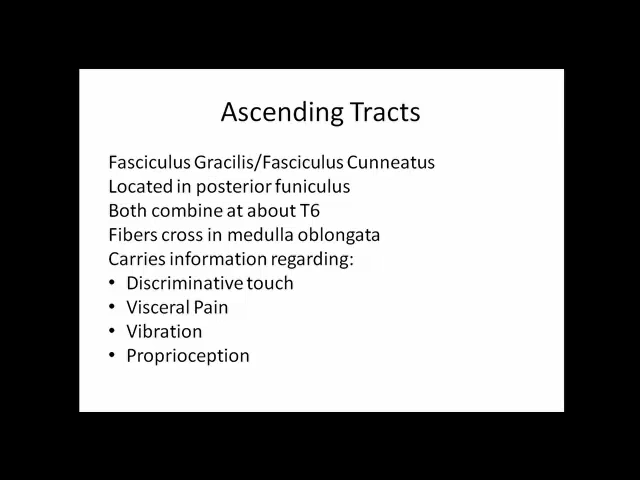 Ascending Tracts
Fasciculus Gracilis/Fasciculus Cunneatus
Located in posterior funiculus
Both combine at about T6
Fibers cross in medulla oblongata
Carries information regarding:
• Discriminative touch
• Visceral Pain
• Vibration
• Proprioception